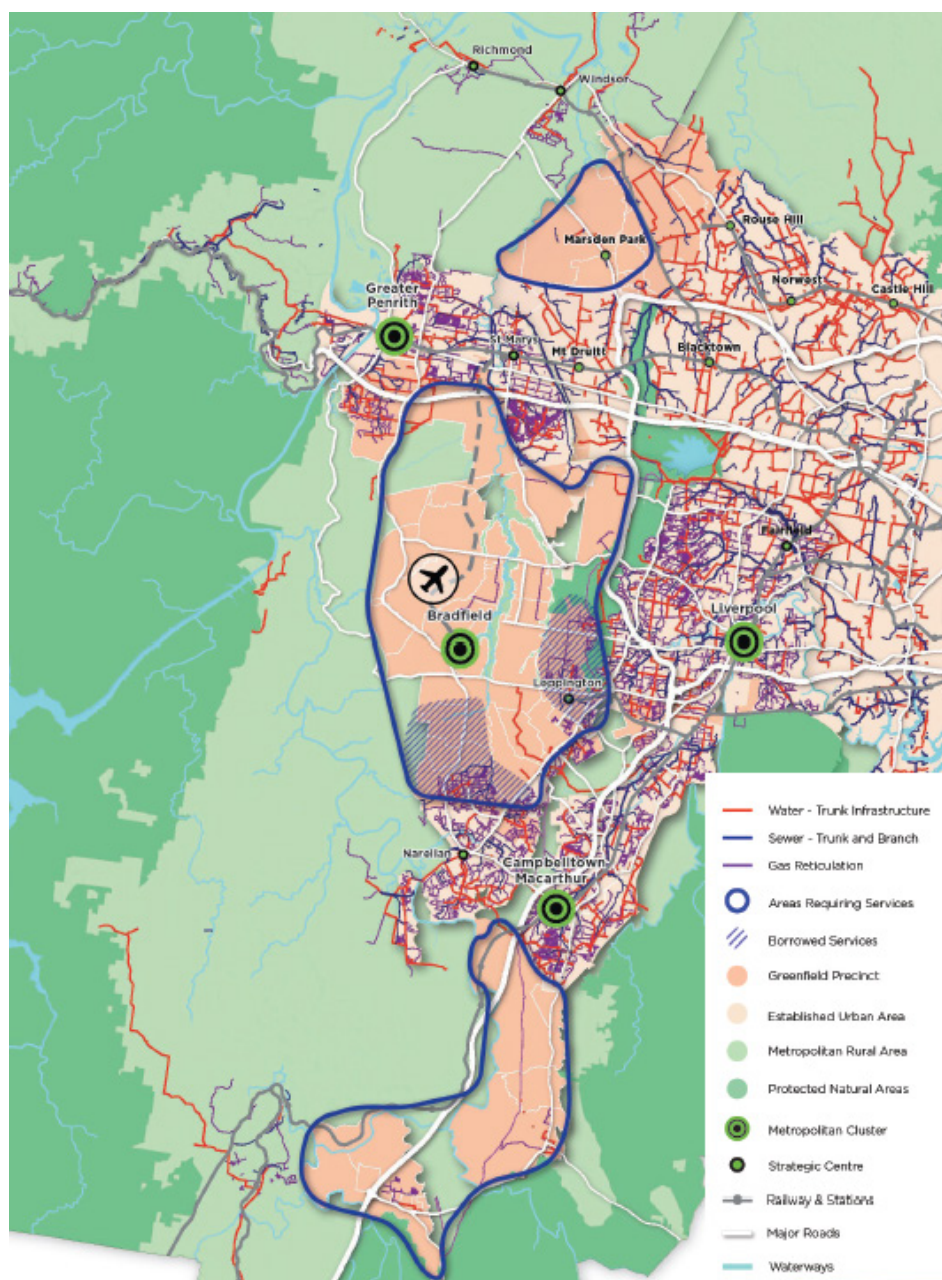 Richmond
Windsor
Rouse Hill
Marsden Park
Norwest
Castle Hill
Greater
Penrith
St Marys
Mt Druitt
Blacktown
Fairfield
Bradfield
Liverpool
Leppington
Narellan
Campbelltown
Macarthur
Water - Trunk Infrastructure
Sewer - Trunk and Branch
Gas Reticulation
Areas Requiring Services
Borrowed Services
Greenfield Precinct
Established Urban Area
Metropolitan Rural Area
Protected Natural Areas
Metropolitan Cluster
Strategic Centre
Railway & Stations
Major Roads
Waterways